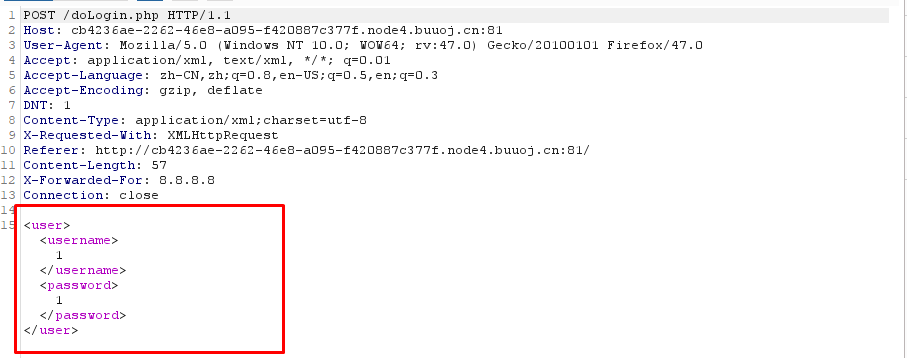 1 POST /doLogin.php HTTP/1.1
2 Host: cb4236ae-2262-46e8-a095-f420887c377f.node4.buuoj.cn:81
3 User-Agent: Mozilla/5.0 (Windows NT 10.0; WOW64; rv:47.0) Gecko/20100101 Firefox/47.0
4 Accept: application/xml, text/xml, */*; q=0.01
5 Accept-Language: zh-CN,zh;q=0.8,en-US;q=0.5,en;q=0.3
6 Accept-Encoding: gzip, deflate
7 DNT: 1
8 Content-Type: application/xml;charset=utf-8
9 X-Requested-With: XMLHttpRequest
10 Referer: http://cb4236ae-2262-46e8-a095-f420887c377f.node4.buuoj.cn:81/
11 Content-Length: 57
12 X-Forwarded-For: 8.8.8.8
13 Connection: close
14
15 <user>
<username>
1
</username>
<password>
1
</password>
</user>